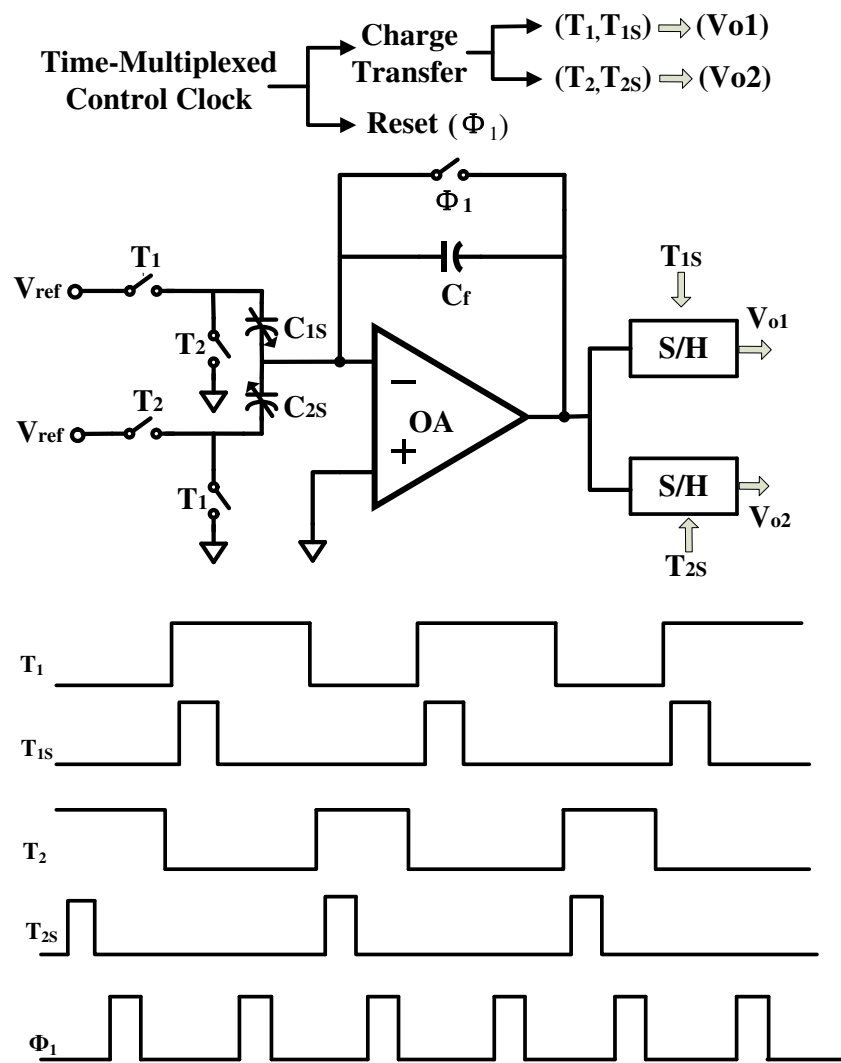 Time-Multiplexed
Control Clock
Charge
Transfer
(T1,T1S) (Vo1)
(T2,T2S) (Vo2)
Reset (Φ1)
Φ1
Cf
T1
Vref
T2
C1S
C2S
T2
Vref
T1
OA
T1S
S/H
Vo1
S/H
Vo2
T2S
T1
T1S
T2
T2S
Φ1